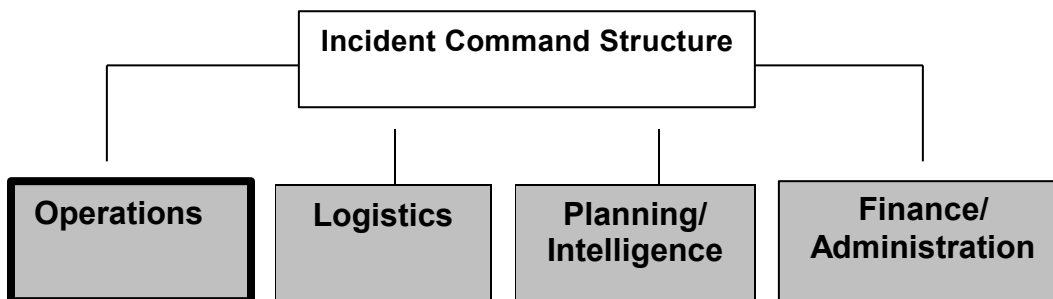 Incident Command Structure
Operations
Logistics
Planning/
Intelligence
Finance/
Administration